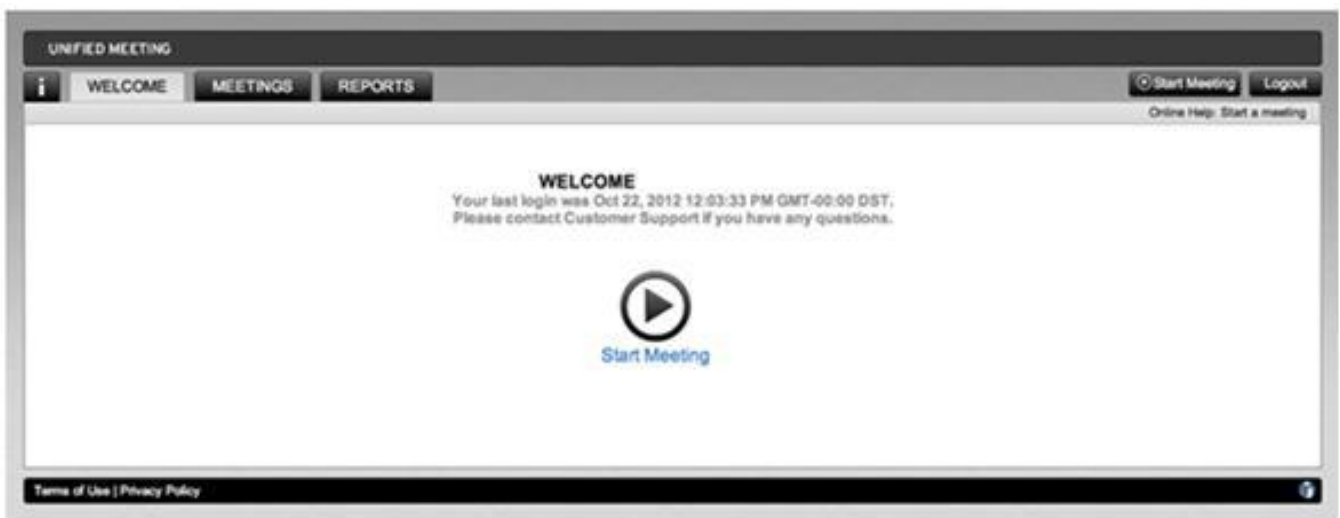 UNIFIED MEETING
i WELCOME MEETINGS REPORTS Start Meeting Logout
Online Help: Start a meeting
WELCOME
Your last login was Oct 22, 2012 12:03:33 PM GMT-00:00 DST.
Please contact Customer Support if you have any questions.
Start Meeting
Terms of Use | Privacy Policy